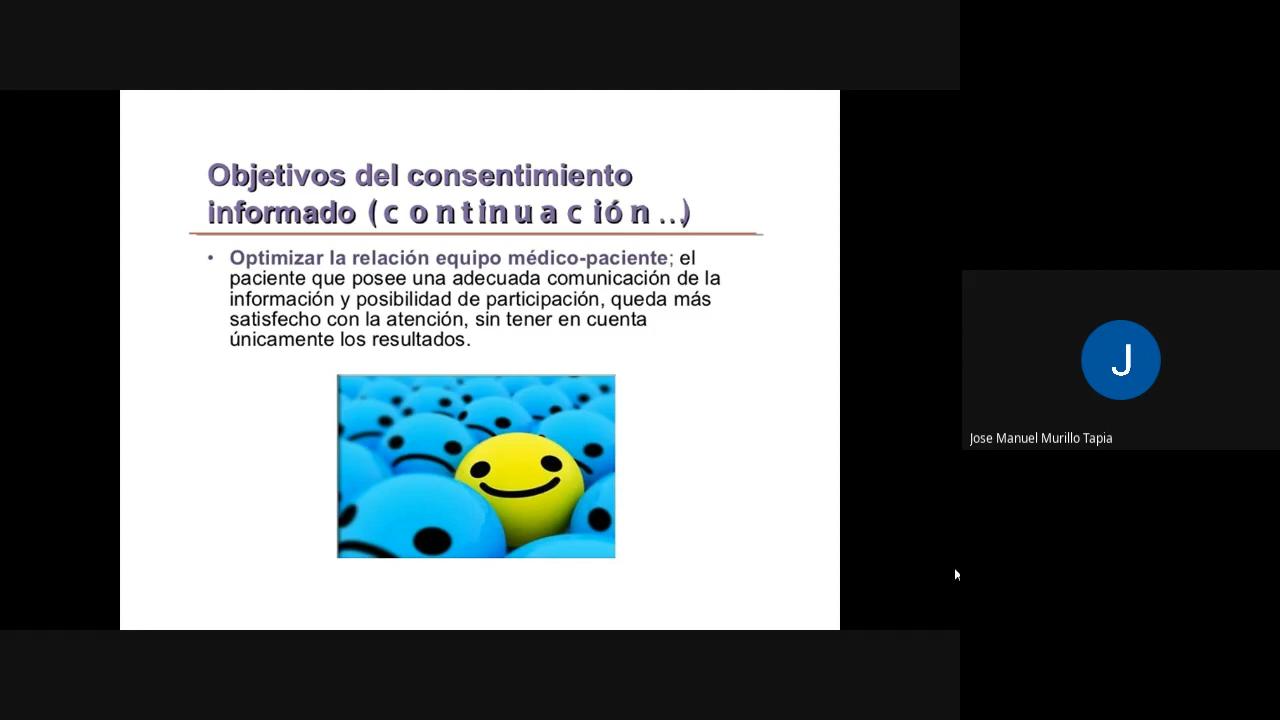 Objetivos del consentimiento
informado (continuación...)
• Optimizar la relación equipo médico-paciente; el
paciente que posee una adecuada comunicación de la
información y posibilidad de participación, queda más
satisfecho con la atención, sin tener en cuenta
únicamente los resultados.
J
Jose Manuel Murillo Tapia